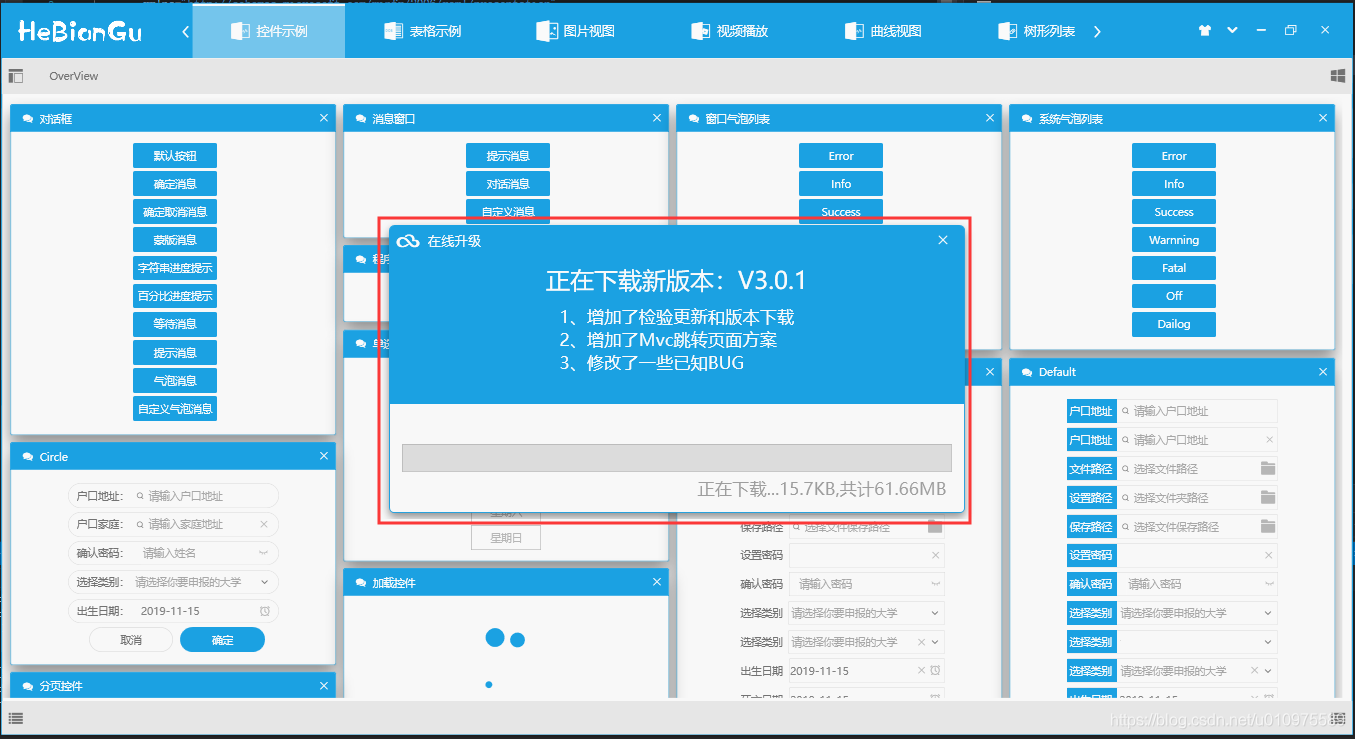 HeBianGu
控件示例
表格示例
图片视图
视频播放
曲线视图
树形列表
OverView
对话框
默认按钮
确定消息
确定取消消息
蒙版消息
字符串进度提示
百分比进度提示
等待消息
提示消息
气泡消息
自定义气泡消息
Circle
户口地址: 请输入户口地址
户口家庭: 请输入家庭地址
确认密码: 请输入姓名
选择类别: 请选择你要申报的大学
出生日期: 2019-11-15
取消 确定
分页控件
消息窗口
提示消息
对话消息
自定义消息
星期日
加载控件
窗口气泡列表
Error
Info
Success
在线升级
正在下载新版本：V3.0.1
1、增加了检验更新和版本下载
2、增加了Mvc跳转页面方案
3、修改了一些已知BUG
正在下载...15.7KB,共计61.66MB
保存路径 选择文件保存路径
设置密码
确认密码 请输入密码
选择类别 请选择你要申报的大学
选择类别 请选择你要申报的大学
出生日期 2019-11-15
系统气泡列表
Error
Info
Success
Warnning
Fatal
Off
Dailog
Default
户口地址 请输入户口地址
户口地址 请输入户口地址
文件路径 选择文件路径
设置路径 选择文件夹路径
保存路径 选择文件保存路径
设置密码
确认密码 请输入密码
选择类别 请选择你要申报的大学
选择类别
选择类别 请选择你要申报的大学